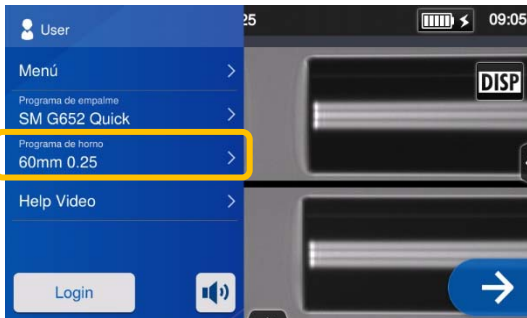 User
25
09:05
Menú
Programa de empalme
SM G652 Quick
DISP
Programa de horno
60mm 0.25
Help Video
Login